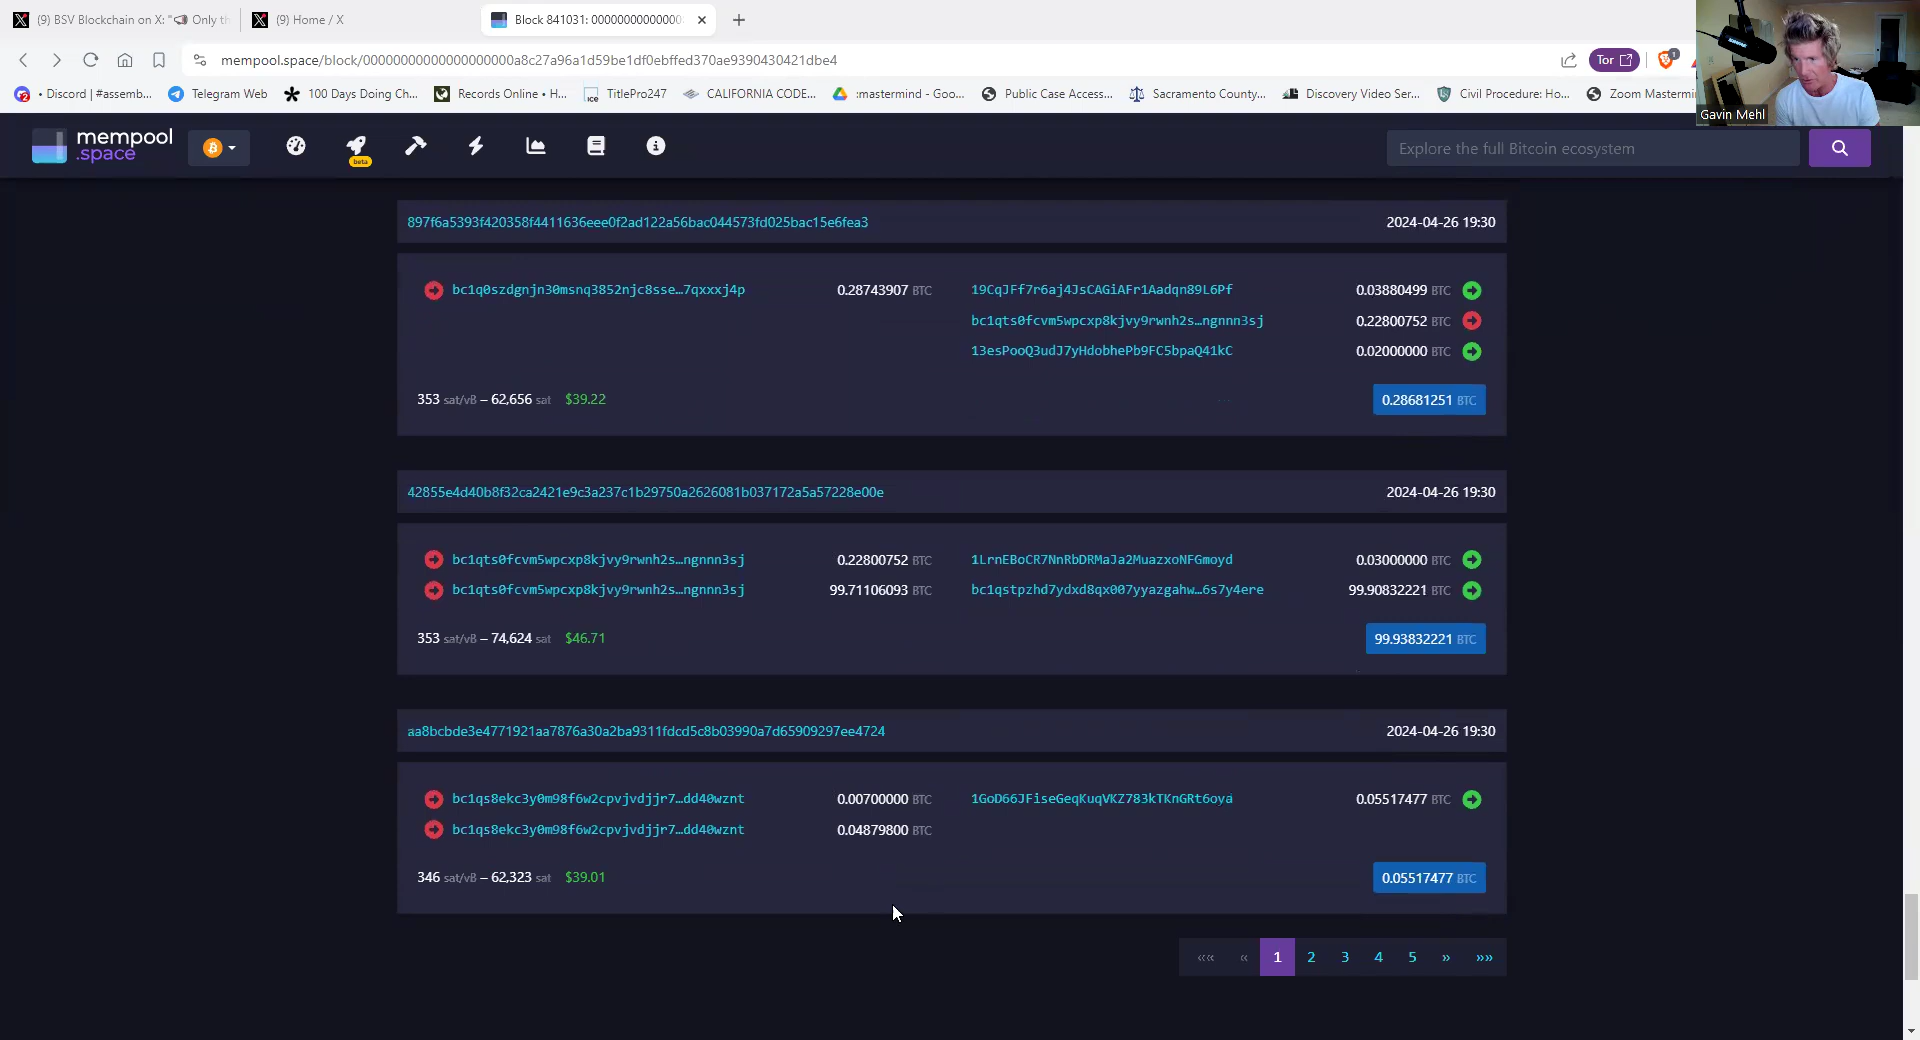 (9) BSV Blockchain on X: "📢 Only th
(9) Home / X
Block 841031: 0000000000000
mempool.space/block/00000000000000000000a8c27a96a1d59be1df0ebffed370ae9390430421dbe4
Tor
1
• Discord | #assemb...
Telegram Web
100 Days Doing Ch...
Records Online • H...
TitlePro247
CALIFORNIA CODE...
:mastermind - Goo...
Public Case Access...
Sacramento County...
Discovery Video Ser...
Civil Procedure: Ho...
Zoom Mastermi
Gavin Mehl
mempool
.space
beta
Explore the full Bitcoin ecosystem
897f6a5393f420358f4411636eee0f2ad122a56bac044573fd025bac15e6fea3 2024-04-26 19:30
bc1q0szdgnjn30msnq3852njc8sse...7qxxxj4p 0.28743907 BTC 19CqJFf7r6aj4JsCAGiAFr1Aadqn89L6Pf 0.03880499 BTC
bc1qts0fcvm5wpcxp8kjvy9rwnh2s...ngnnn3sj 0.22800752 BTC
13esPooQ3udJ7yHdobhePb9FC5bpaQ41kC 0.02000000 BTC
353 sat/vB – 62,656 sat $39.22 0.28681251 BTC
42855e4d40b8f32ca2421e9c3a237c1b29750a2626081b037172a5a57228e00e 2024-04-26 19:30
bc1qts0fcvm5wpcxp8kjvy9rwnh2s...ngnnn3sj 0.22800752 BTC 1LrnEBoCR7NnRbDRMaJa2MuazxoNFGmoyd 0.03000000 BTC
bc1qts0fcvm5wpcxp8kjvy9rwnh2s...ngnnn3sj 99.71106093 BTC bc1qstpzhd7ydxd8qx007yyazgahw...6s7y4ere 99.90832221 BTC
353 sat/vB – 74,624 sat $46.71 99.93832221 BTC
aa8bcbde3e4771921aa7876a30a2ba9311fdcd5c8b03990a7d65909297ee4724 2024-04-26 19:30
bc1qs8ekc3y0m98f6w2cpvjvdjjr7...dd40wznt 0.00700000 BTC 1GoD66JFiseGeqKuqVKZ783kTKnGRt6oya 0.05517477 BTC
bc1qs8ekc3y0m98f6w2cpvjvdjjr7...dd40wznt 0.04879800 BTC
346 sat/vB – 62,323 sat $39.01 0.05517477 BTC
«« « 1 2 3 4 5 » »»